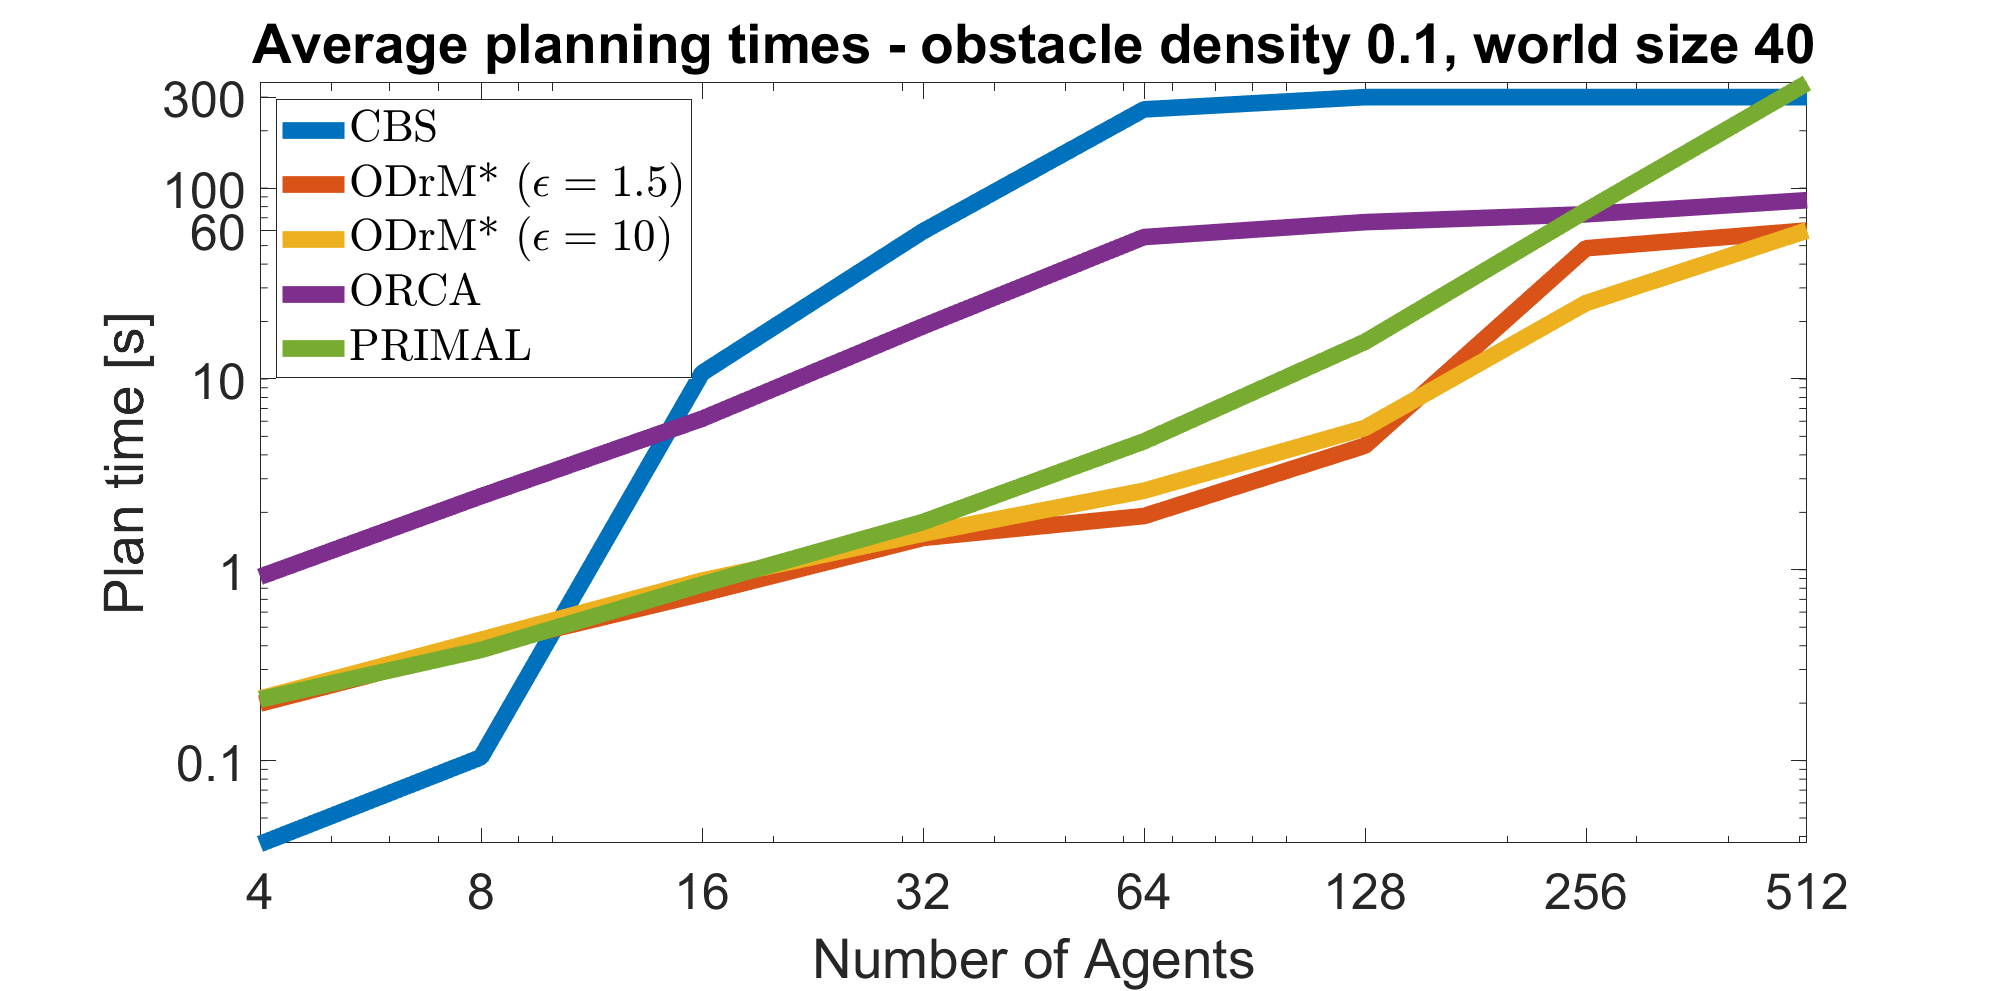 Average planning times - obstacle density 0.1, world size 40
300
100
60
10
1
0.1
Plan time [s]
CBS
ODrM* (ϵ = 1.5)
ODrM* (ϵ = 10)
ORCA
PRIMAL
4 8 16 32 64 128 256 512
Number of Agents